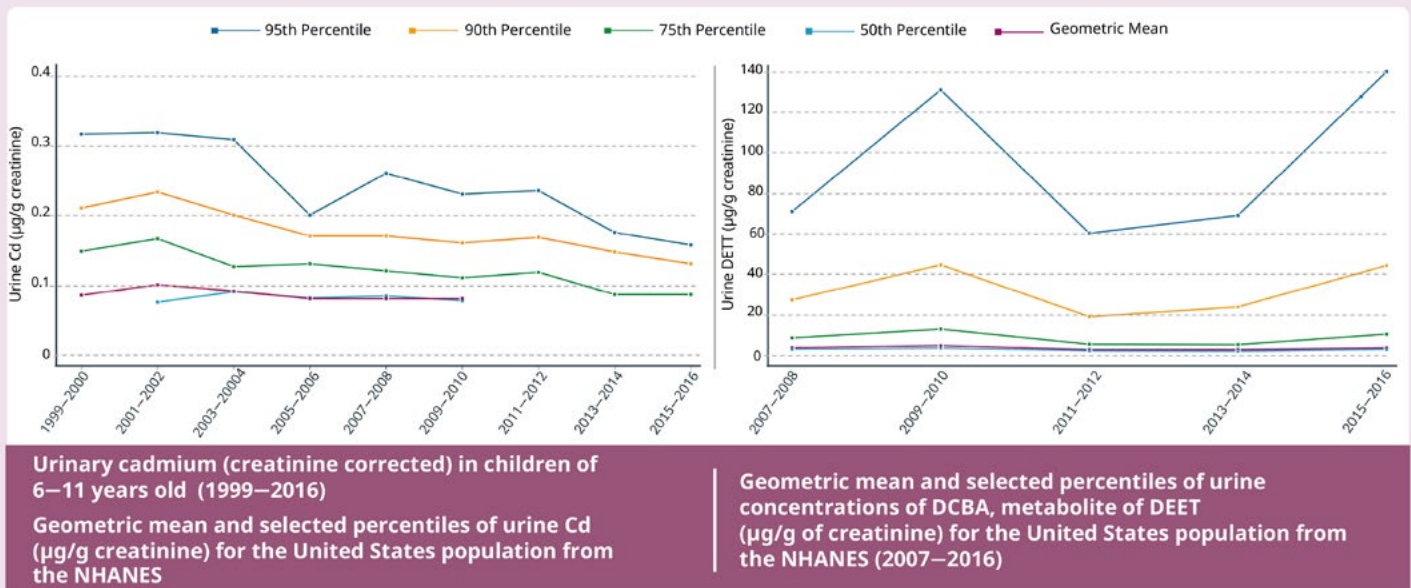 95th Percentile 90th Percentile 75th Percentile 50th Percentile Geometric Mean
Urine Cd (µg/g creatinine)
0.4
0.3
0.2
0.1
0
1999–2000 2001–2002 2003–20004 2005–2006 2007–2008 2009–2010 2011–2012 2013–2014 2015–2016
Urine DETT (µg/g creatinine)
140
120
100
80
60
40
20
0
2007–2008 2009–2010 2011–2012 2013–2014 2015–2016
Urinary cadmium (creatinine corrected) in children of
6–11 years old (1999–2016)
Geometric mean and selected percentiles of urine Cd
(µg/g creatinine) for the United States population from
the NHANES
Geometric mean and selected percentiles of urine
concentrations of DCBA, metabolite of DEET
(µg/g of creatinine) for the United States population from
the NHANES (2007–2016)